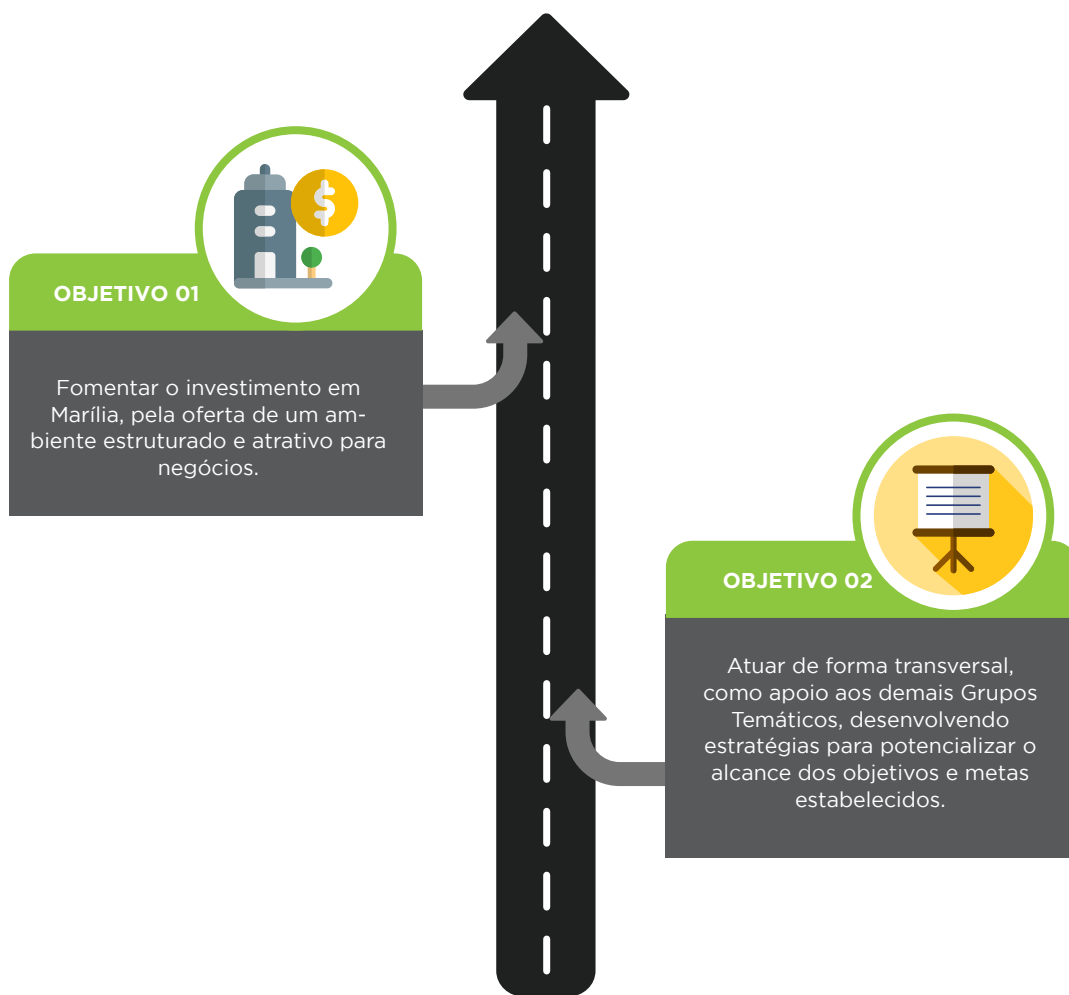 OBJETIVO 01
Fomentar o investimento em
Marília, pela oferta de um am-
biente estruturado e atrativo para
negócios.
OBJETIVO 02
Atuar de forma transversal,
como apoio aos demais Grupos
Temáticos, desenvolvendo
estratégias para potencializar o
alcance dos objetivos e metas
estabelecidos.